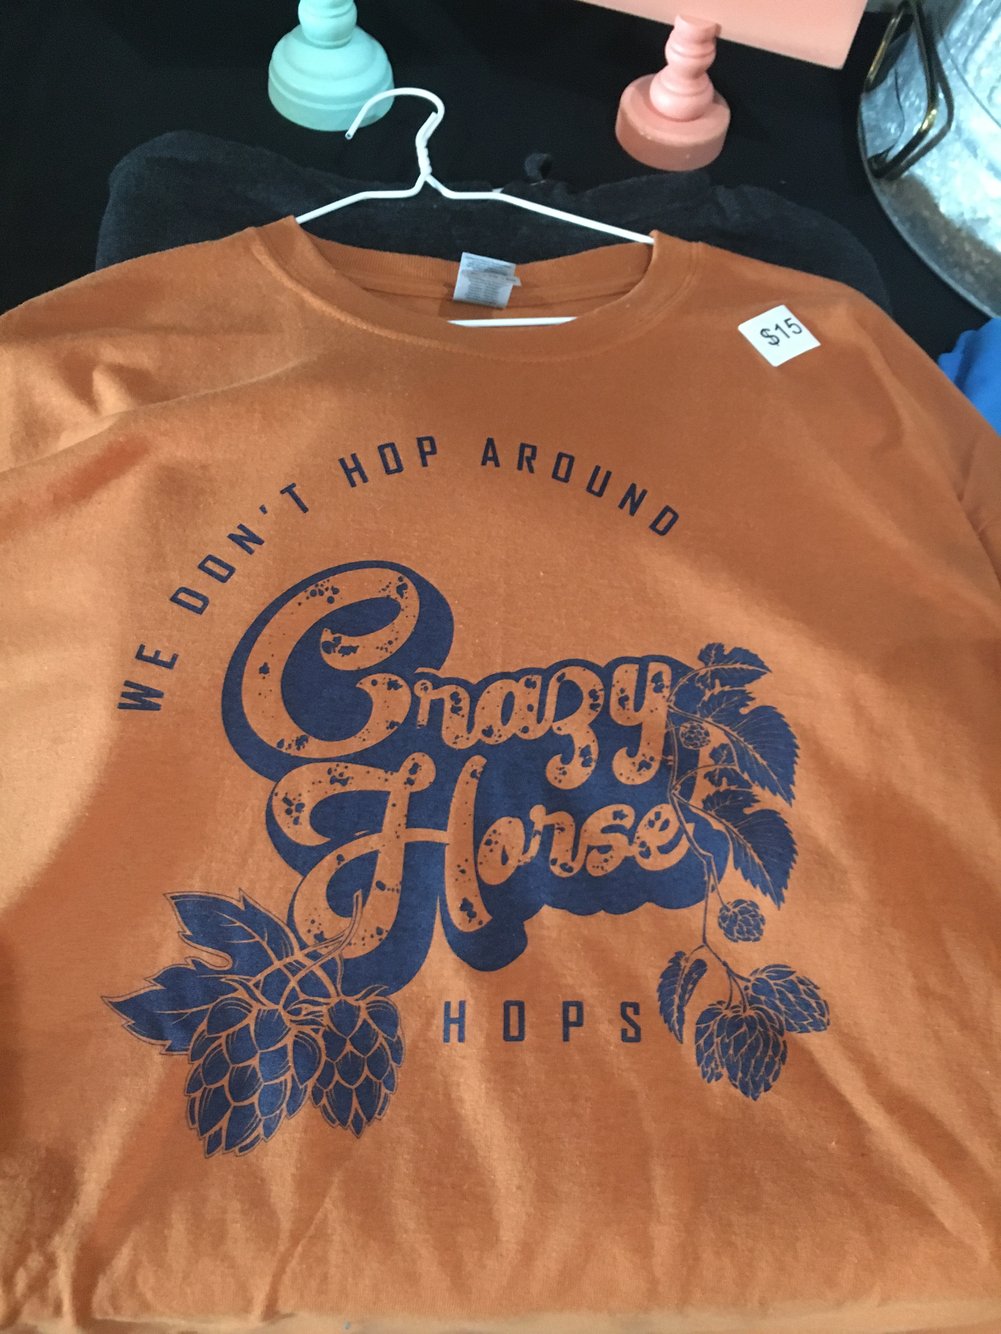 $15
WE DON'T HOP AROUND
Crazy
Horse
HOPS